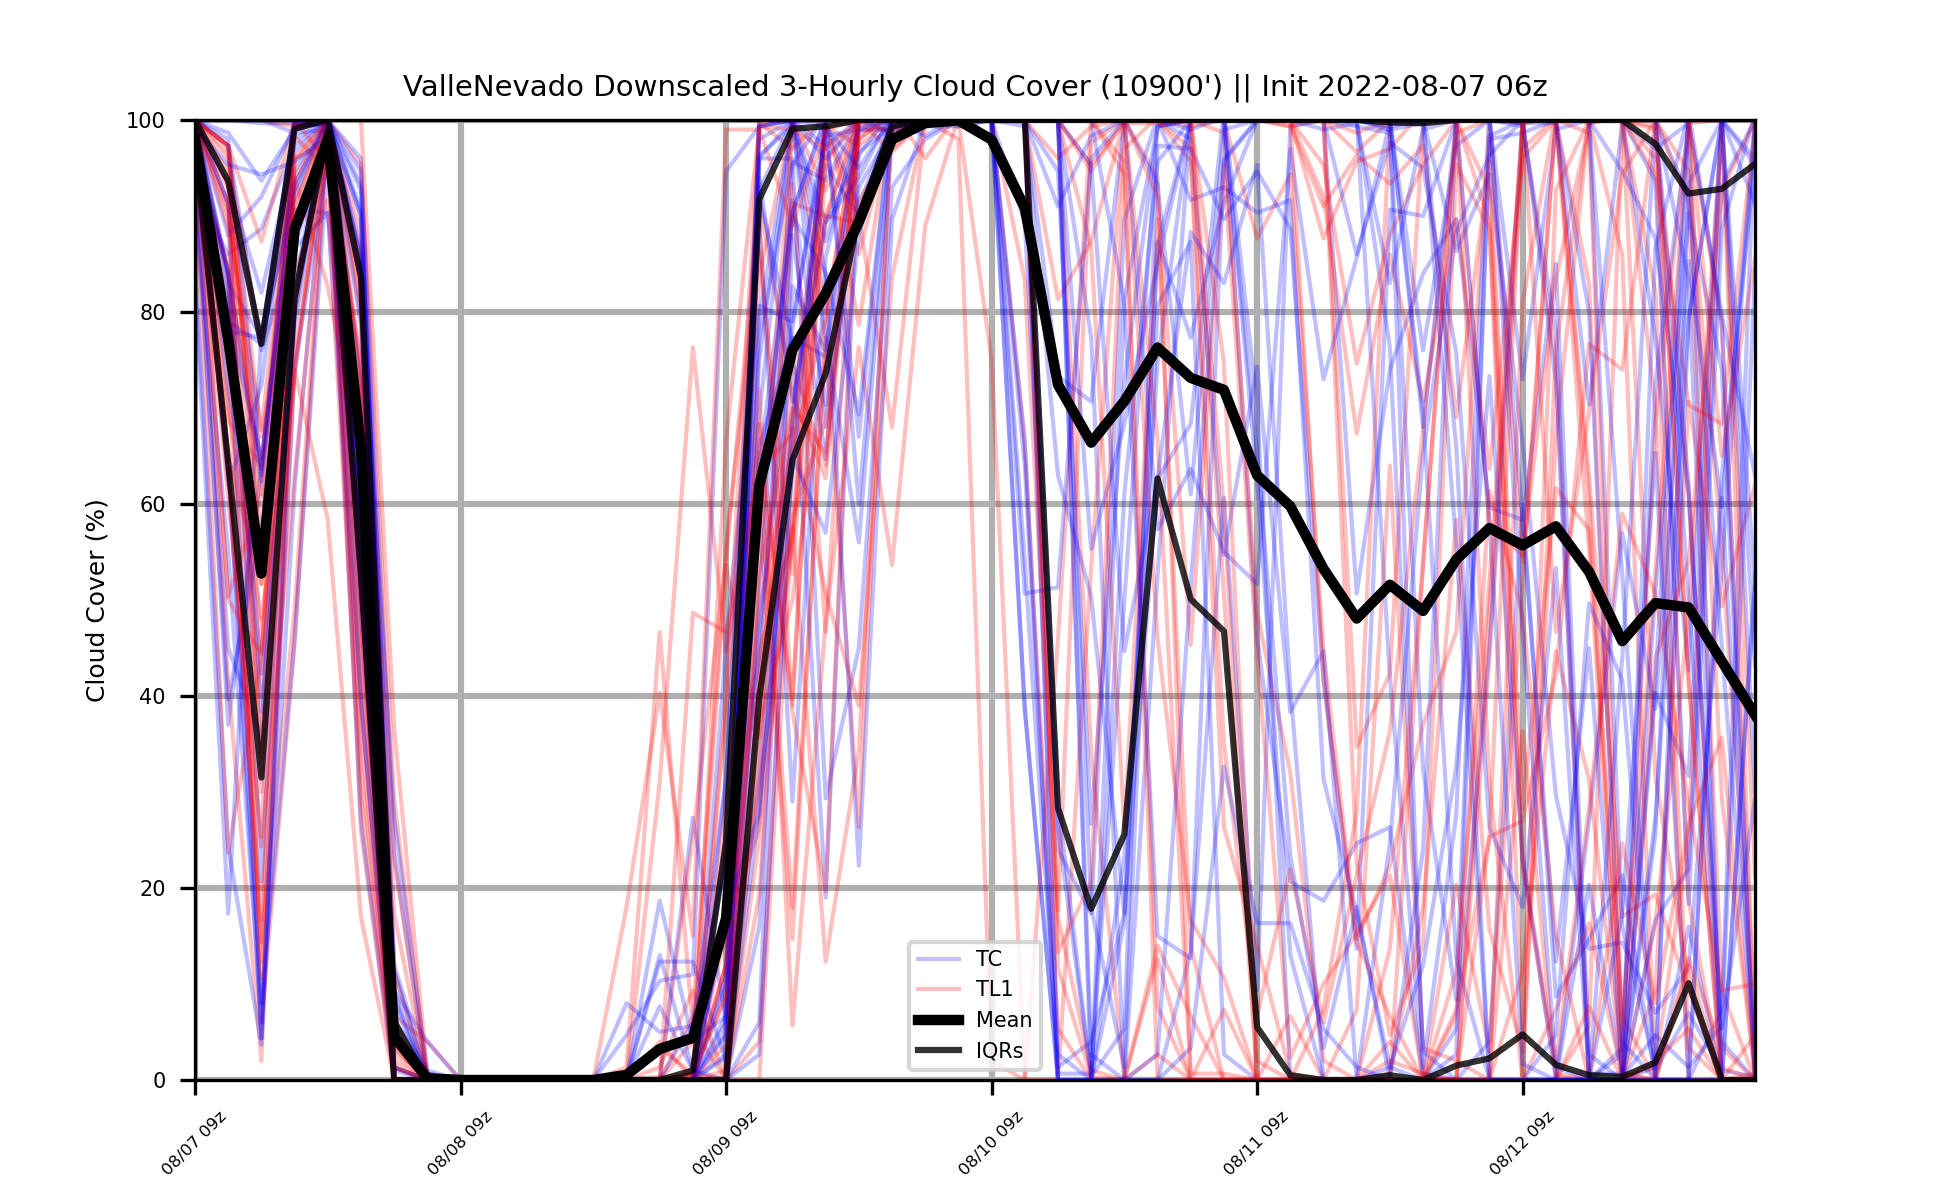 ValleNevado Downscaled 3-Hourly Cloud Cover (10900') || Init 2022-08-07 06z
Cloud Cover (%)
100
80
60
40
20
0
TC
TL1
Mean
IQRs
08/07 09z
08/08 09z
08/09 09z
08/10 09z
08/11 09z
08/12 09z